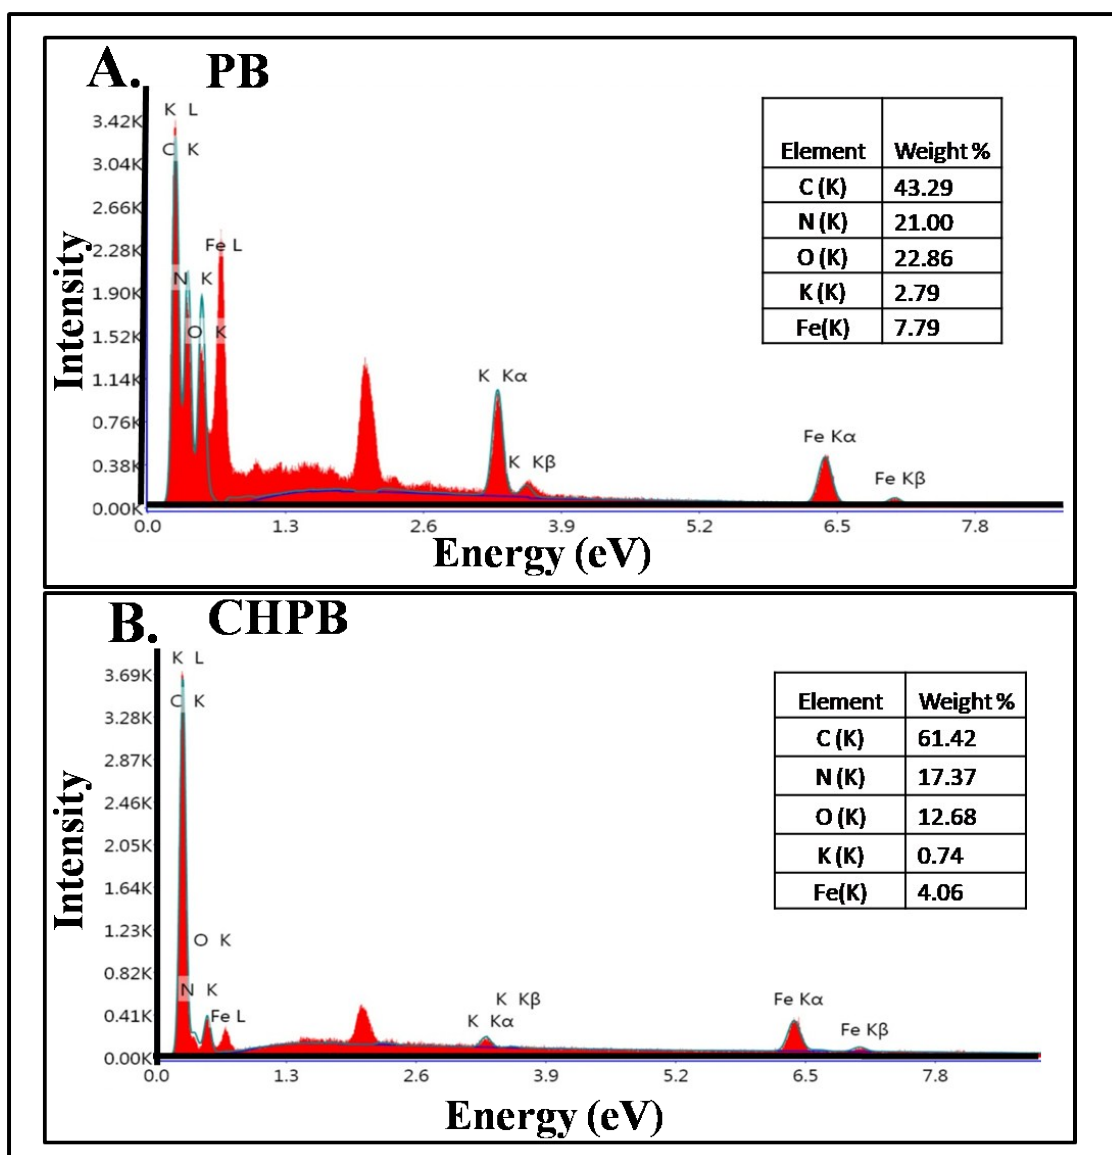 A. PB
K L
3.42K
C K
3.04K
2.66K
Fe L
2.28K
N K
1.90K
O K
1.52K
1.14K
K Kα
0.76K
K Kβ
Fe Kα
0.38K
Fe Kβ
0.00K
0.0 1.3 2.6 3.9 5.2 6.5 7.8
Intensity
Energy (eV)
Element Weight %
C (K) 43.29
N (K) 21.00
O (K) 22.86
K (K) 2.79
Fe(K) 7.79
B. CHPB
K L
3.69K
C K
3.28K
2.87K
2.46K
2.05K
1.64K
1.23K
O K
0.82K
N K
0.41K
Fe L
K Kβ
K Kα
Fe Kα
Fe Kβ
0.00K
0.0 1.3 2.6 3.9 5.2 6.5 7.8
Intensity
Energy (eV)
Element Weight %
C (K) 61.42
N (K) 17.37
O (K) 12.68
K (K) 0.74
Fe(K) 4.06